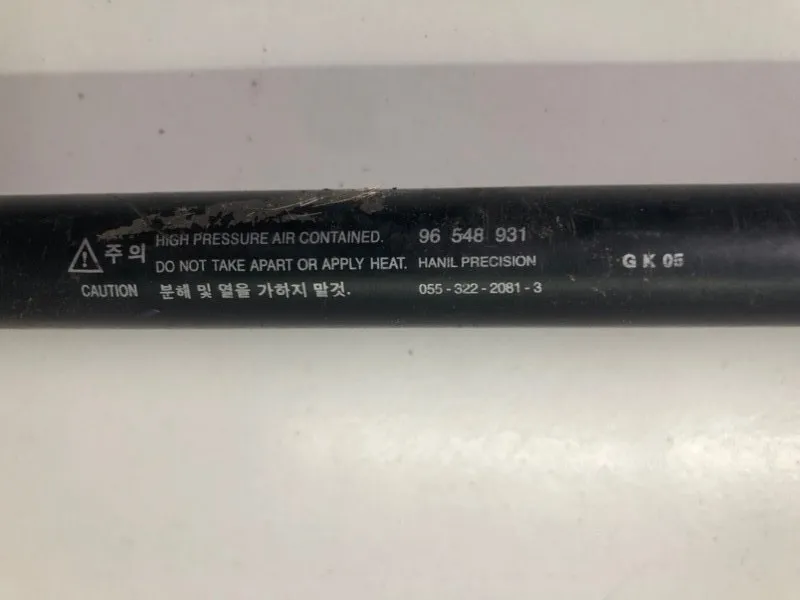 주의 HIGH PRESSURE AIR CONTAINED. 96 548 931
DO NOT TAKE APART OR APPLY HEAT. HANIL PRECISION G K 05
CAUTION 분해 및 열을 가하지 말것. 055-322-2081-3